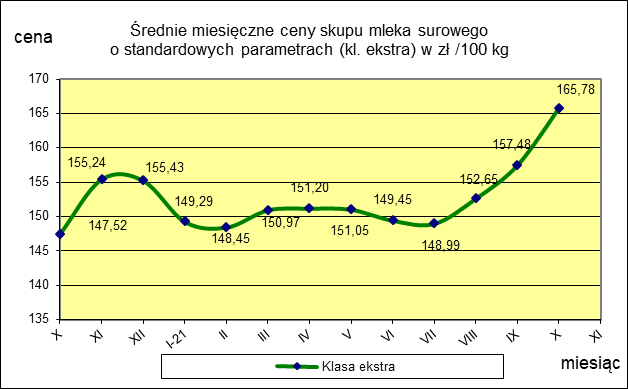 cena
Średnie miesięczne ceny skupu mleka surowego
o standardowych parametrach (kl. ekstra) w zł /100 kg
170
165
160
155
150
145
140
135
147,52
155,24
155,43
149,29
148,45
150,97
151,20
151,05
149,45
148,99
152,65
157,48
165,78
X
XI
XII
I-21
II
III
IV
V
VI
VII
VIII
IX
X
XI
miesiąc
Klasa ekstra